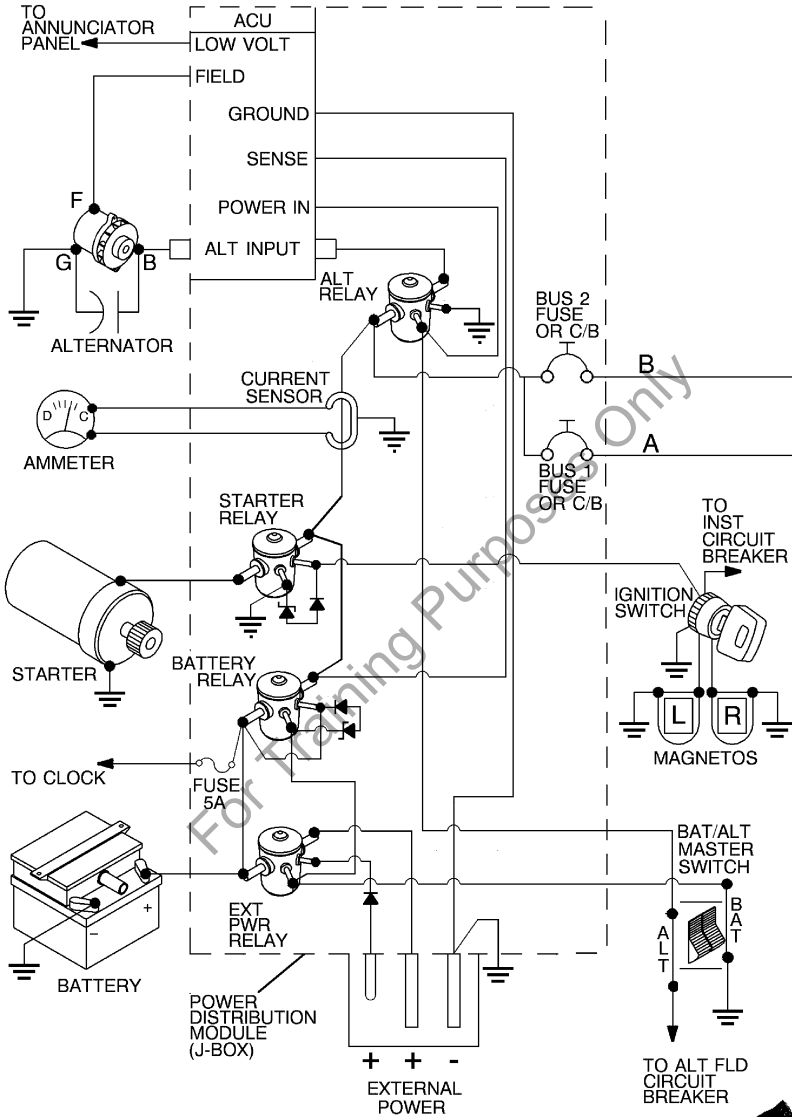 TO
ANNUNCIATOR
PANEL
ACU
LOW VOLT
FIELD
GROUND
SENSE
POWER IN
ALT INPUT
F
G
B
ALTERNATOR
ALT
RELAY
BUS 2
FUSE
OR C/B
B
CURRENT
SENSOR
D
C
AMMETER
A
BUS 1
FUSE
OR C/B
STARTER
RELAY
TO
INST
CIRCUIT
BREAKER
IGNITION
SWITCH
STARTER
BATTERY
RELAY
L
R
MAGNETOS
TO CLOCK
FUSE
5A
BAT/ALT
MASTER
SWITCH
BAT
ALT
+
−
BATTERY
EXT
PWR
RELAY
POWER
DISTRIBUTION
MODULE
(J-BOX)
+ + -
EXTERNAL
POWER
TO ALT FLD
CIRCUIT
BREAKER
For Training Purposes Only